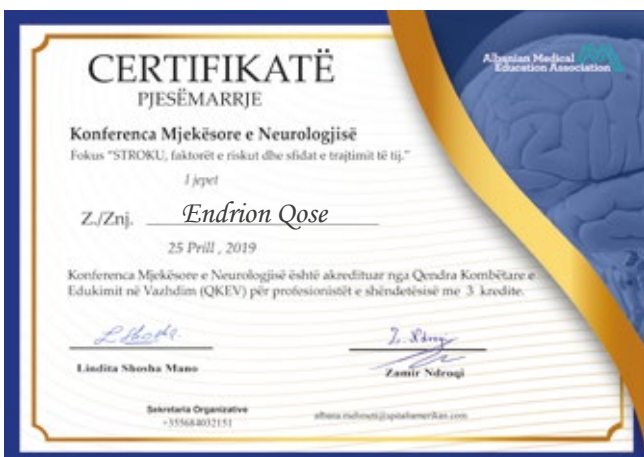 CERTIFIKATË
PJESËMARRJE
Albanian Medical
Education Association
Konferenca Mjekësore e Neurologjisë
Fokus "STROKU, faktorët e riskut dhe sfidat e trajtimit të tij."
I jepet
Z./Znj. Endrion Qose
25 Prill , 2019
Konferenca Mjekësore e Neurologjisë është akredituar nga Qendra Kombëtare e
Edukimit në Vazhdim (QKEV) për profesionistët e shëndetësisë me 3 kredite.
Lindita Shosha Mano
Zamir Ndroqi
Sekretaria Organizative
+355684032151